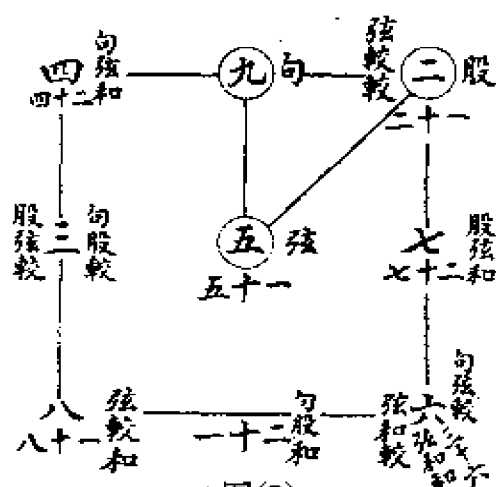 四
四十二
句弦和
九
句
弦較較
二
股
二十一
股弦較
三
句股較
五
弦
五十一
七
七十二
股弦和
八
八十一
弦較和
一十二
句股和
弦和較
六
句弦較
弦和和